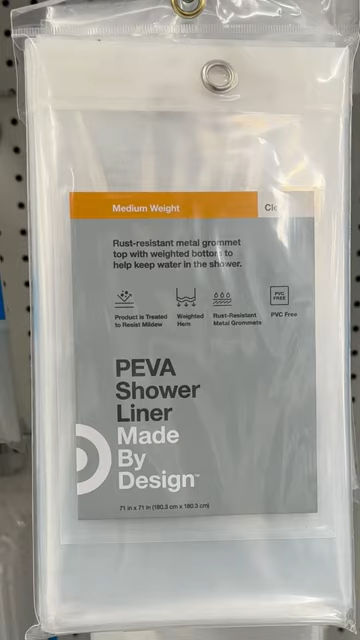 Medium Weight
Rust-resistant metal grommet
top with weighted bottom to
help keep water in the shower.
PVC
FREE
Product is Treated
to Resist Mildew
Weighted
Hem
Rust-Resistant
Metal Grommets
PVC Free
PEVA
Shower
Liner
Made
By
Design™
71 in x 71 in (180.3 cm x 180.3 cm)